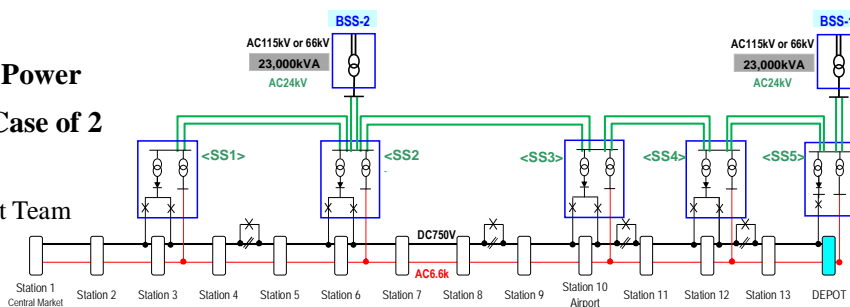 BSS-2
BSS-
AC115kV or 66kV
AC115kV or 66kV
23,000kVA
23,000kVA
AC24kV
AC24kV
Power
Case of 2
t Team
<SS1>
<SS2
<SS3>
<SS4>
<SS5>
DC750V
AC6.6k
Station 1
Central Market
Station 2
Station 3
Station 4
Station 5
Station 6
Station 7
Station 8
Station 9
Station 10
Airport
Station 11
Station 12
Station 13
DEPOT